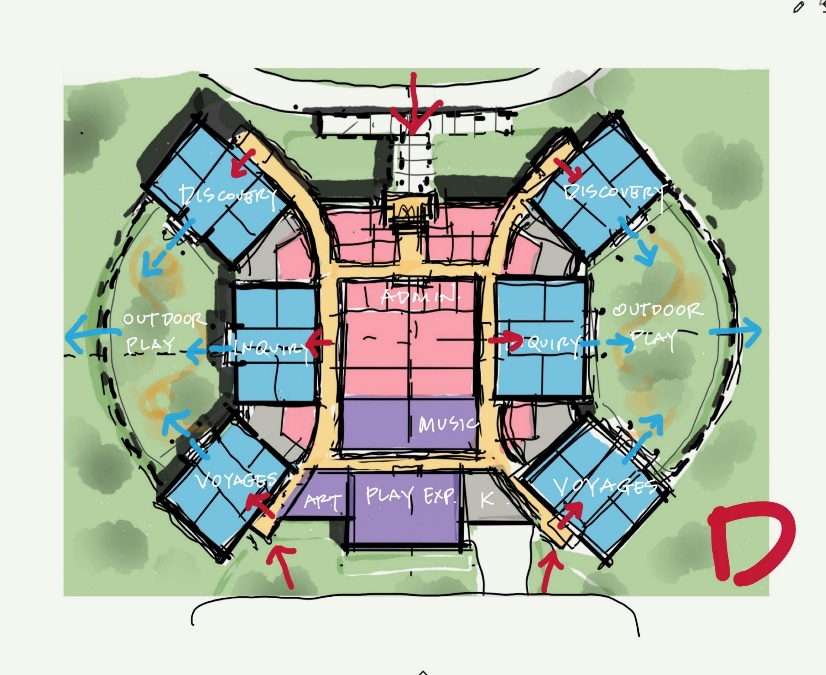 DISCOVERY
DISCOVERY
ADMIN.
OUTDOOR
PLAY
OUTDOOR
PLAY
INQUIRY
QUIRY
MUSIC
VOYAGES
VOYAGES
ART
PLAY EXP.
K
D